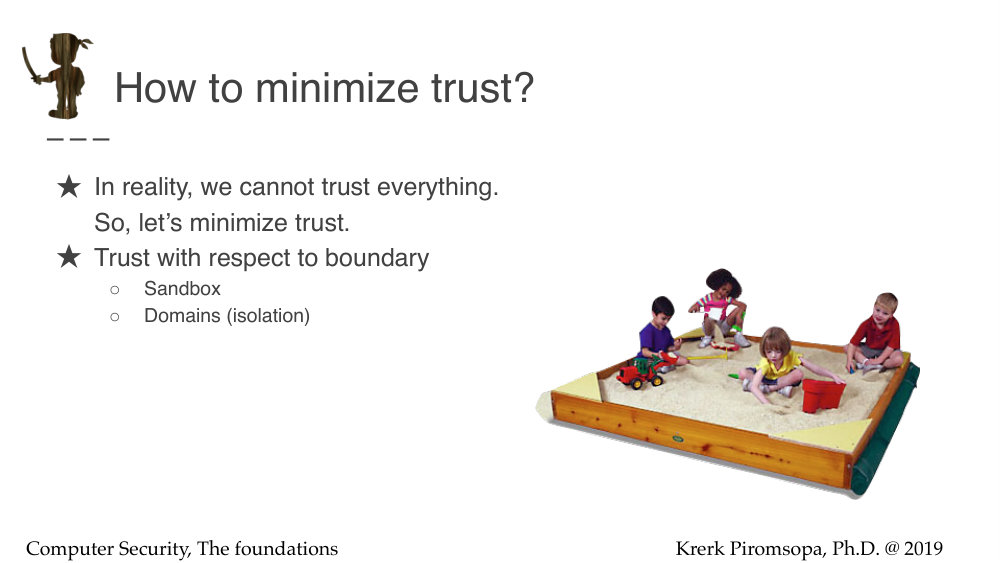 How to minimize trust?
★ In reality, we cannot trust everything.
So, let’s minimize trust.
★ Trust with respect to boundary
○ Sandbox
○ Domains (isolation)
Computer Security, The foundations
Krerk Piromsopa, Ph.D. @ 2019